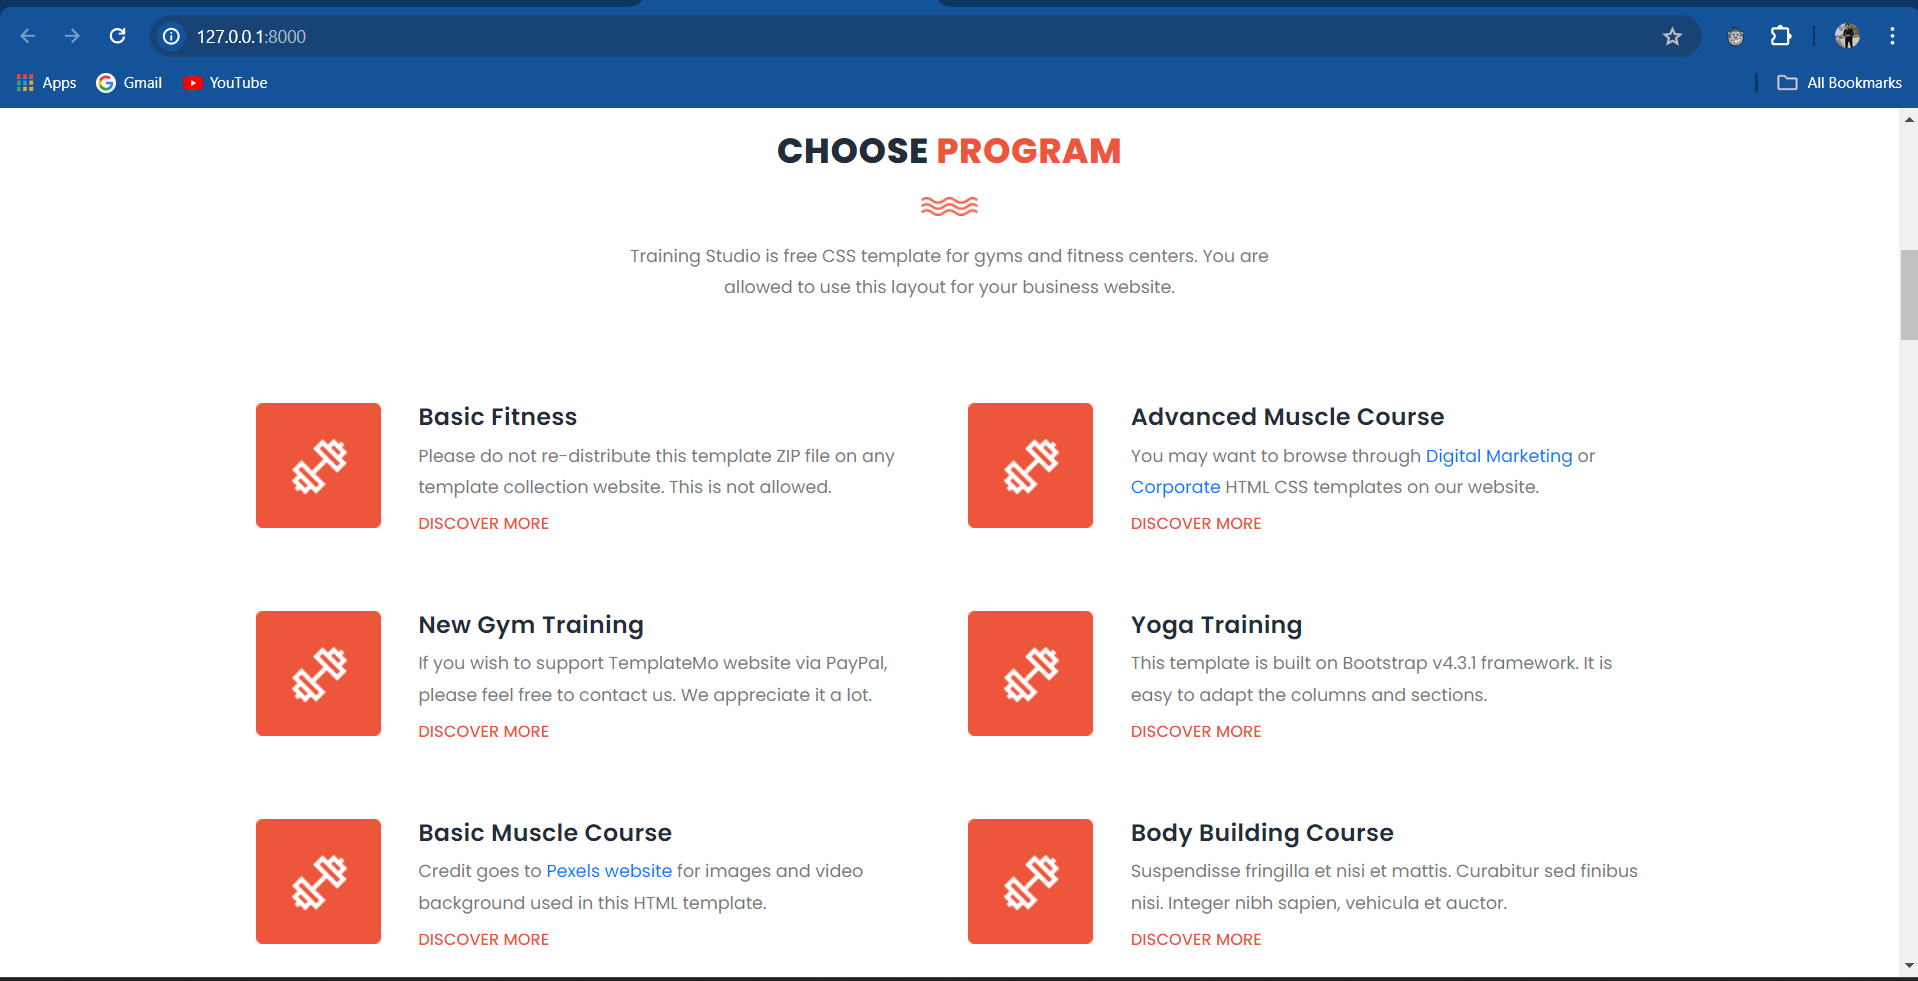 127.0.0.1:8000
Apps
Gmail
YouTube
All Bookmarks
CHOOSE PROGRAM
Training Studio is free CSS template for gyms and fitness centers. You are
allowed to use this layout for your business website.
Basic Fitness
Please do not re-distribute this template ZIP file on any
template collection website. This is not allowed.
DISCOVER MORE
Advanced Muscle Course
You may want to browse through Digital Marketing or
Corporate HTML CSS templates on our website.
DISCOVER MORE
New Gym Training
If you wish to support TemplateMo website via PayPal,
please feel free to contact us. We appreciate it a lot.
DISCOVER MORE
Yoga Training
This template is built on Bootstrap v4.3.1 framework. It is
easy to adapt the columns and sections.
DISCOVER MORE
Basic Muscle Course
Credit goes to Pexels website for images and video
background used in this HTML template.
DISCOVER MORE
Body Building Course
Suspendisse fringilla et nisi et mattis. Curabitur sed finibus
nisi. Integer nibh sapien, vehicula et auctor.
DISCOVER MORE